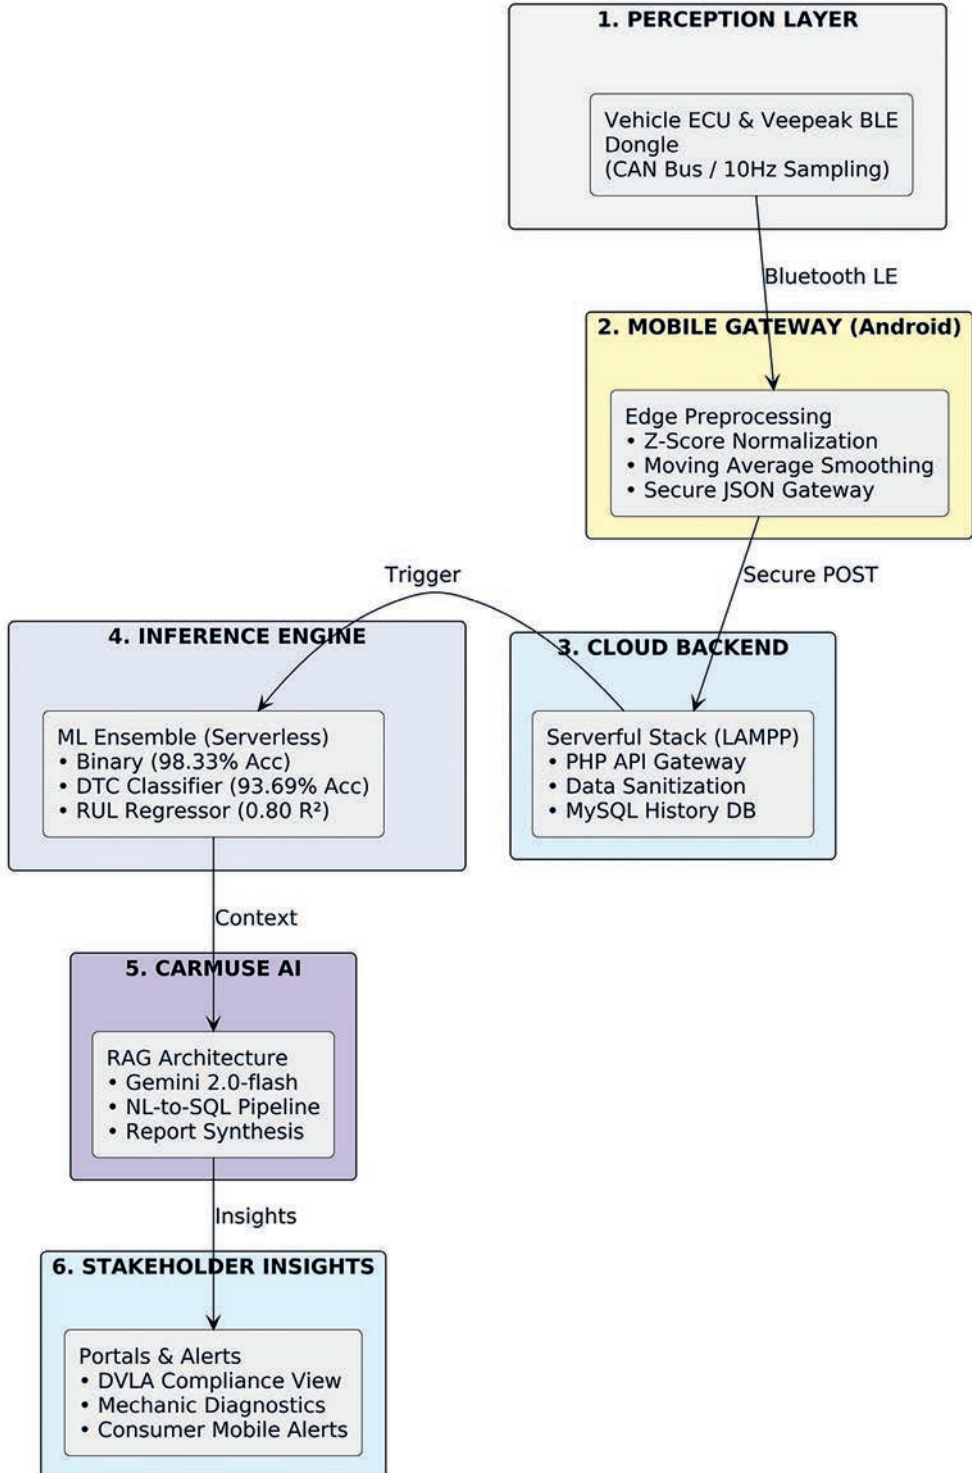 1. PERCEPTION LAYER
Vehicle ECU & Veepeak BLE
Dongle
(CAN Bus / 10Hz Sampling)
Bluetooth LE
2. MOBILE GATEWAY (Android)
Edge Preprocessing
• Z-Score Normalization
• Moving Average Smoothing
• Secure JSON Gateway
Secure POST
3. CLOUD BACKEND
Serverful Stack (LAMPP)
• PHP API Gateway
• Data Sanitization
• MySQL History DB
Trigger
4. INFERENCE ENGINE
ML Ensemble (Serverless)
• Binary (98.33% Acc)
• DTC Classifier (93.69% Acc)
• RUL Regressor (0.80 R²)
Context
5. CARMUSE AI
RAG Architecture
• Gemini 2.0-flash
• NL-to-SQL Pipeline
• Report Synthesis
Insights
6. STAKEHOLDER INSIGHTS
Portals & Alerts
• DVLA Compliance View
• Mechanic Diagnostics
• Consumer Mobile Alerts